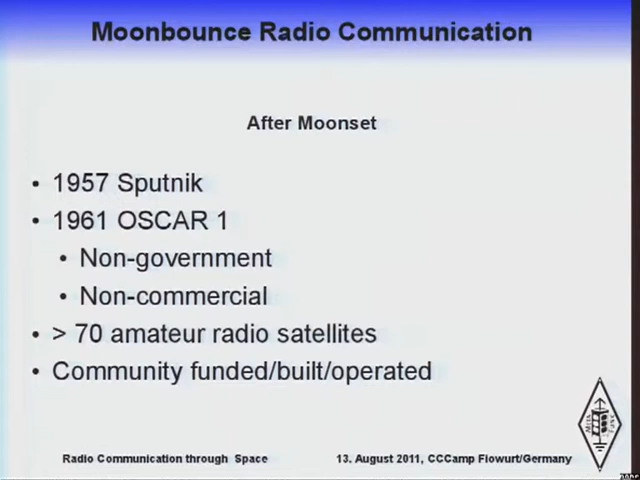 Moonbounce Radio Communication
After Moonset
• 1957 Sputnik
• 1961 OSCAR 1
• Non-government
• Non-commercial
• > 70 amateur radio satellites
• Community funded/built/operated
Radio Communication through Space
13. August 2011, CCCamp Flowurt/Germany